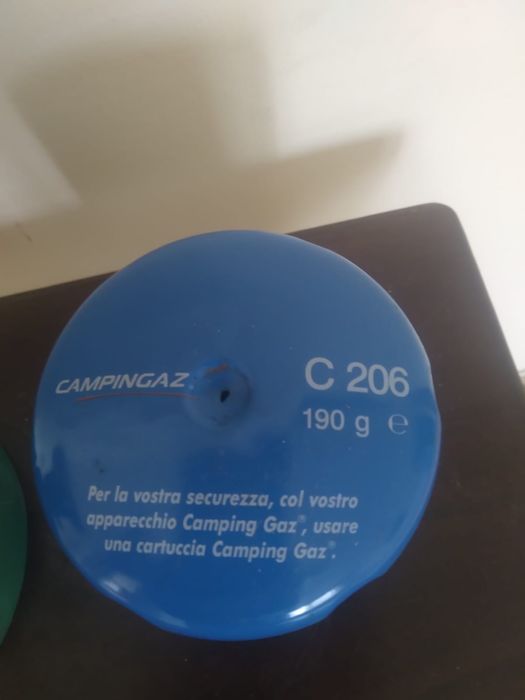 CAMPINGAZ
C 206
190 g ℮
Per la vostra securezza, col vostro
apparecchio Camping Gaz®, usare
una cartuccia Camping Gaz®.